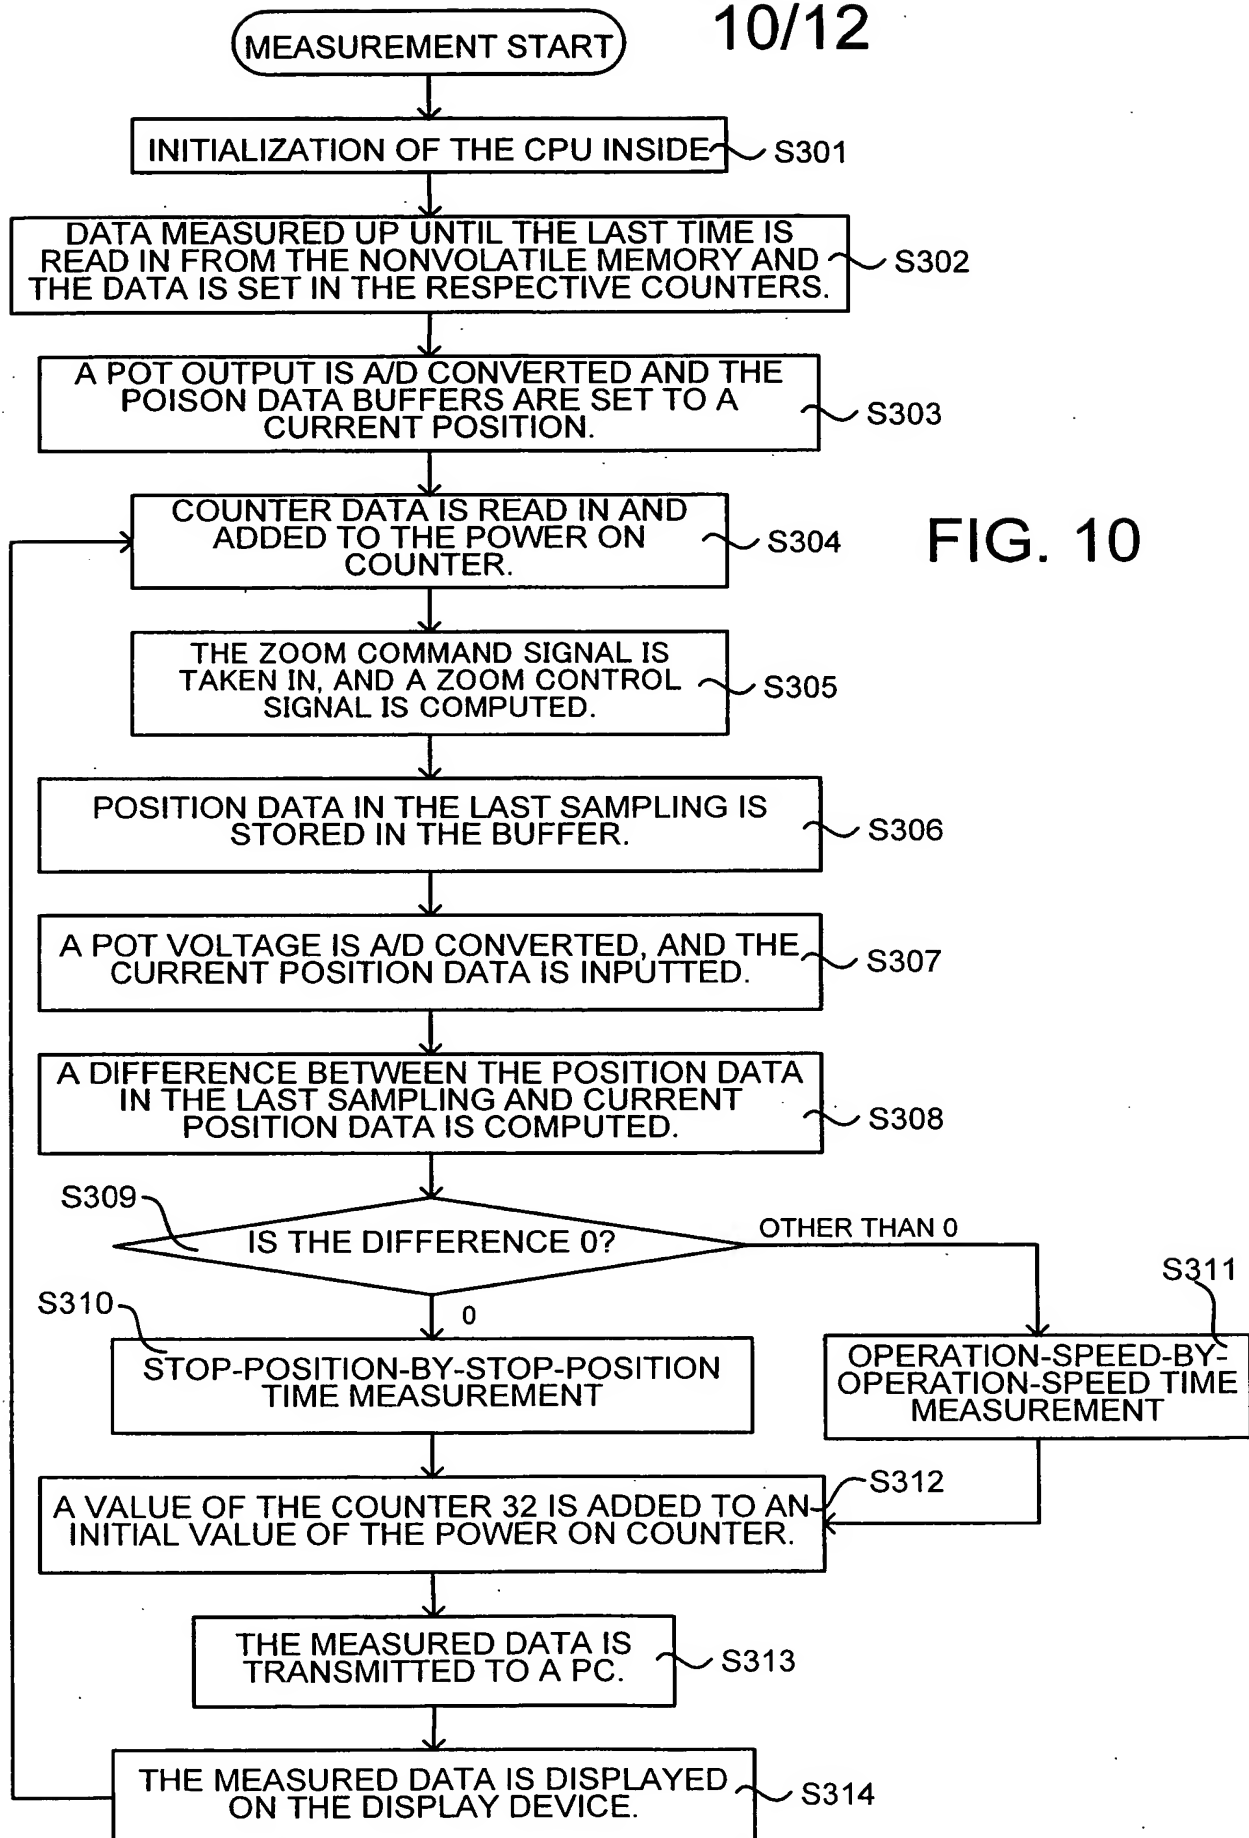 10/12
MEASUREMENT START
INITIALIZATION OF THE CPU INSIDE
S301
DATA MEASURED UP UNTIL THE LAST TIME IS
READ IN FROM THE NONVOLATILE MEMORY AND
THE DATA IS SET IN THE RESPECTIVE COUNTERS.
S302
A POT OUTPUT IS A/D CONVERTED AND THE
POISON DATA BUFFERS ARE SET TO A
CURRENT POSITION.
S303
COUNTER DATA IS READ IN AND
ADDED TO THE POWER ON
COUNTER.
S304
FIG. 10
THE ZOOM COMMAND SIGNAL IS
TAKEN IN, AND A ZOOM CONTROL
SIGNAL IS COMPUTED.
S305
POSITION DATA IN THE LAST SAMPLING IS
STORED IN THE BUFFER.
S306
A POT VOLTAGE IS A/D CONVERTED, AND THE
CURRENT POSITION DATA IS INPUTTED.
S307
A DIFFERENCE BETWEEN THE POSITION DATA
IN THE LAST SAMPLING AND CURRENT
POSITION DATA IS COMPUTED.
S308
S309
IS THE DIFFERENCE 0?
OTHER THAN 0
0
S310
STOP-POSITION-BY-STOP-POSITION
TIME MEASUREMENT
S311
OPERATION-SPEED-BY-
OPERATION-SPEED TIME
MEASUREMENT
S312
A VALUE OF THE COUNTER 32 IS ADDED TO AN
INITIAL VALUE OF THE POWER ON COUNTER.
THE MEASURED DATA IS
TRANSMITTED TO A PC.
S313
THE MEASURED DATA IS DISPLAYED
ON THE DISPLAY DEVICE.
S314